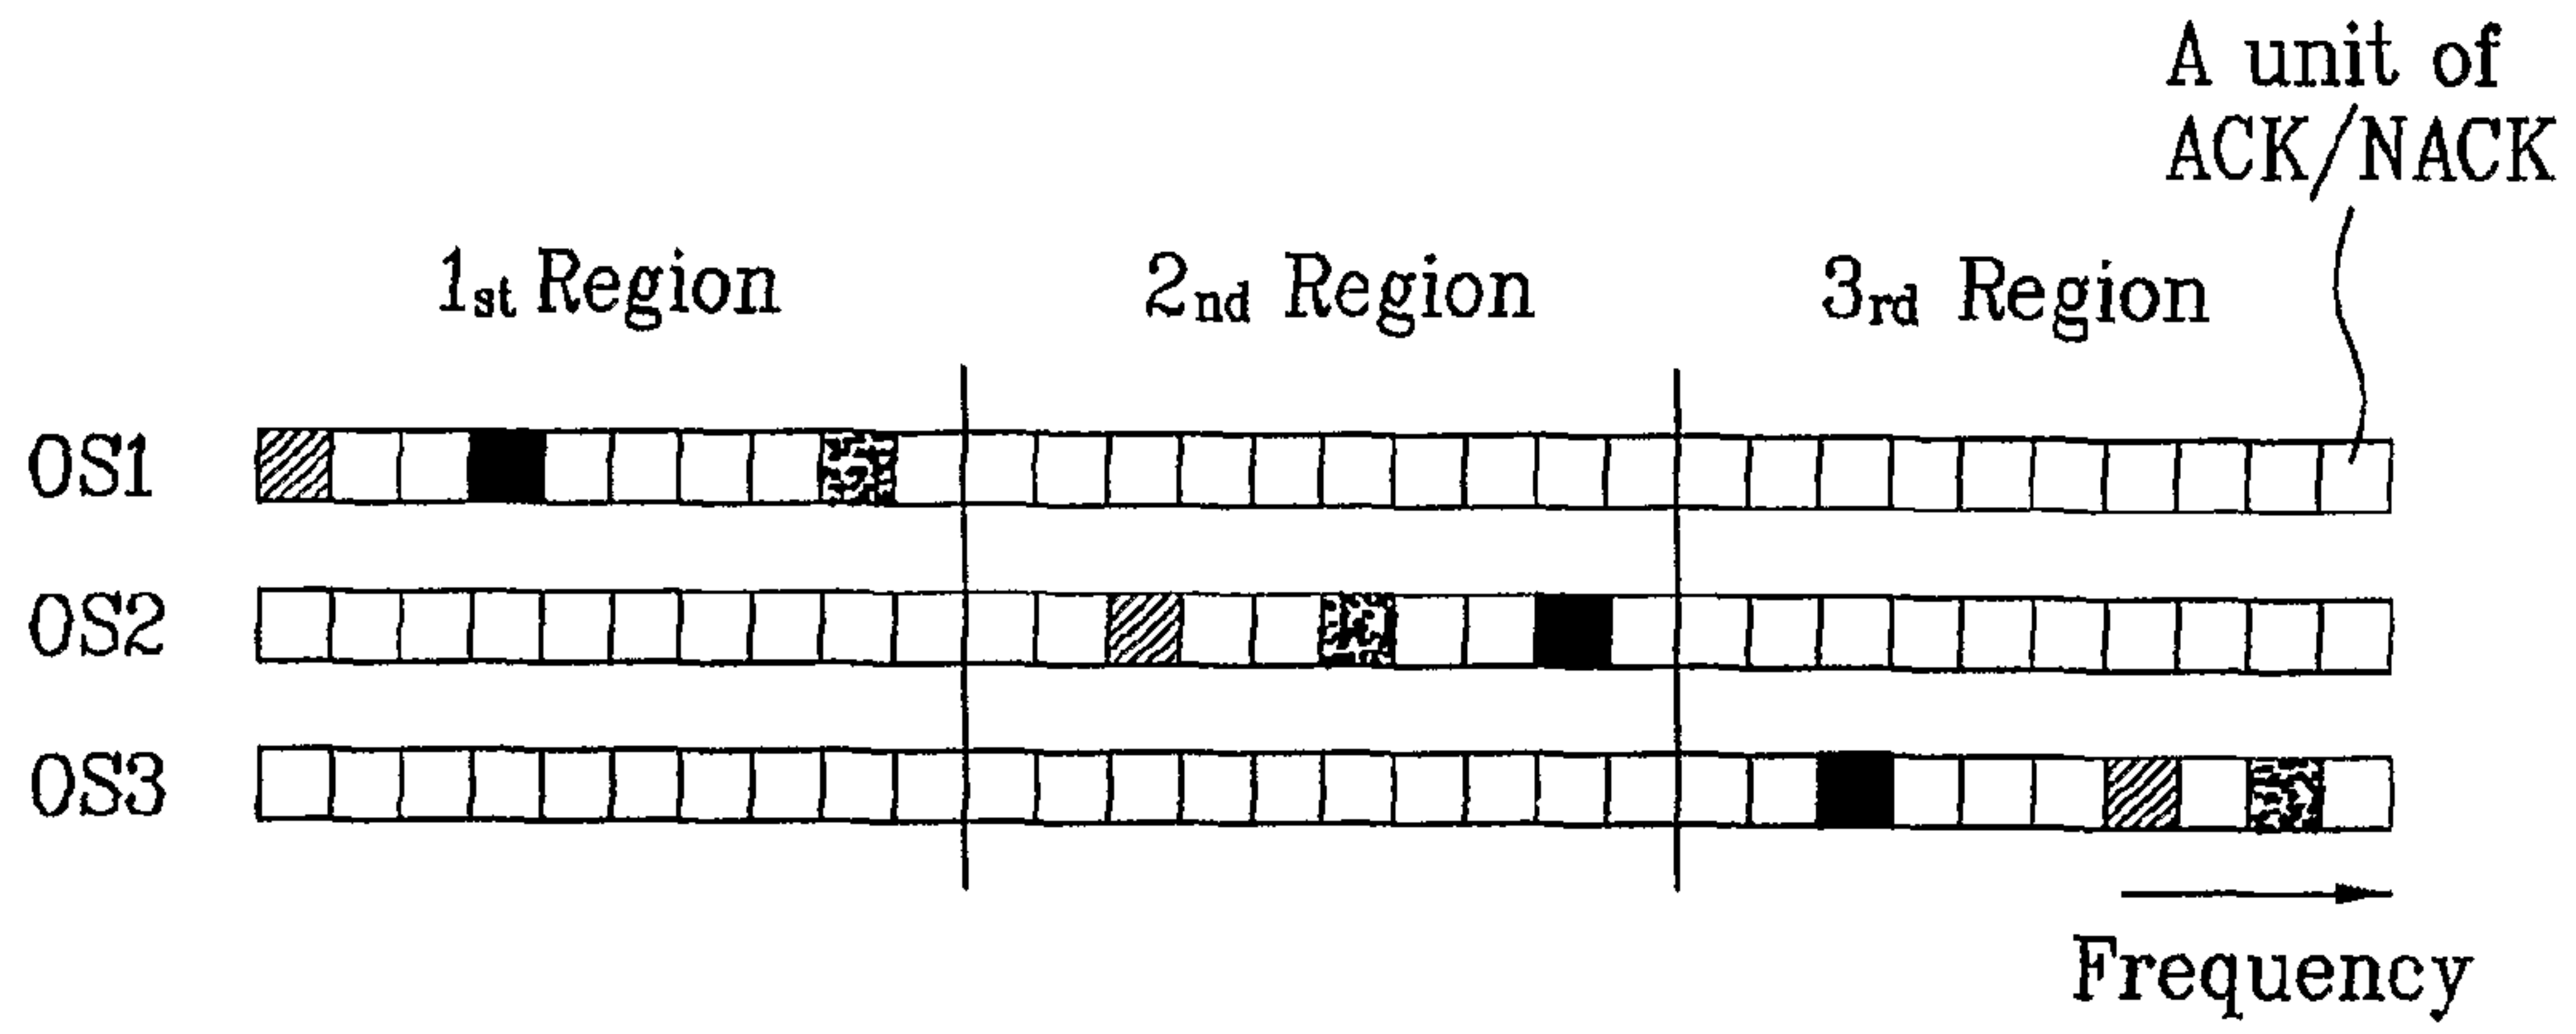 A unit of
ACK/NACK
1st Region
2nd Region
3rd Region
OS1
OS2
OS3
Frequency